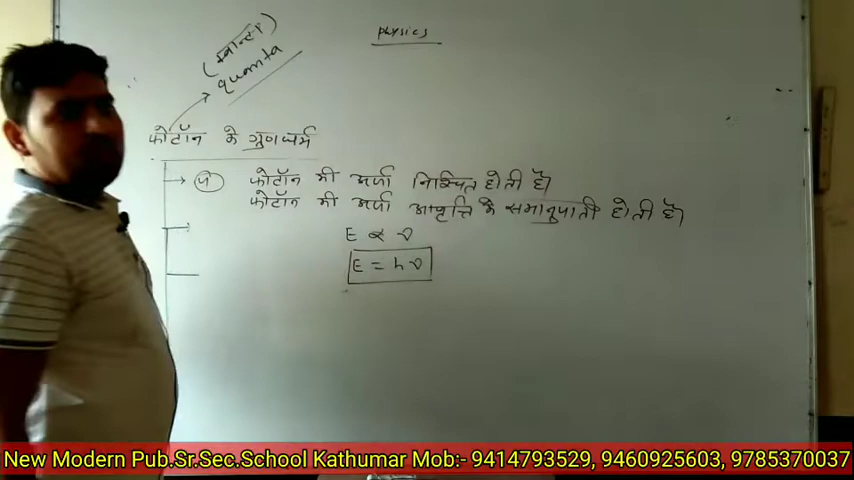 physics
(क्वान्टा)
quanta
फोटॉन के गुणधर्म
फोटॉन की ऊर्जा निश्चित होती है।
फोटॉन की ऊर्जा आवृत्ति के समानुपाती होती है।
E ∝ ν
E = hν
New Modern Pub.Sr.Sec.School Kathumar Mob:- 9414793529, 9460925603, 9785370037